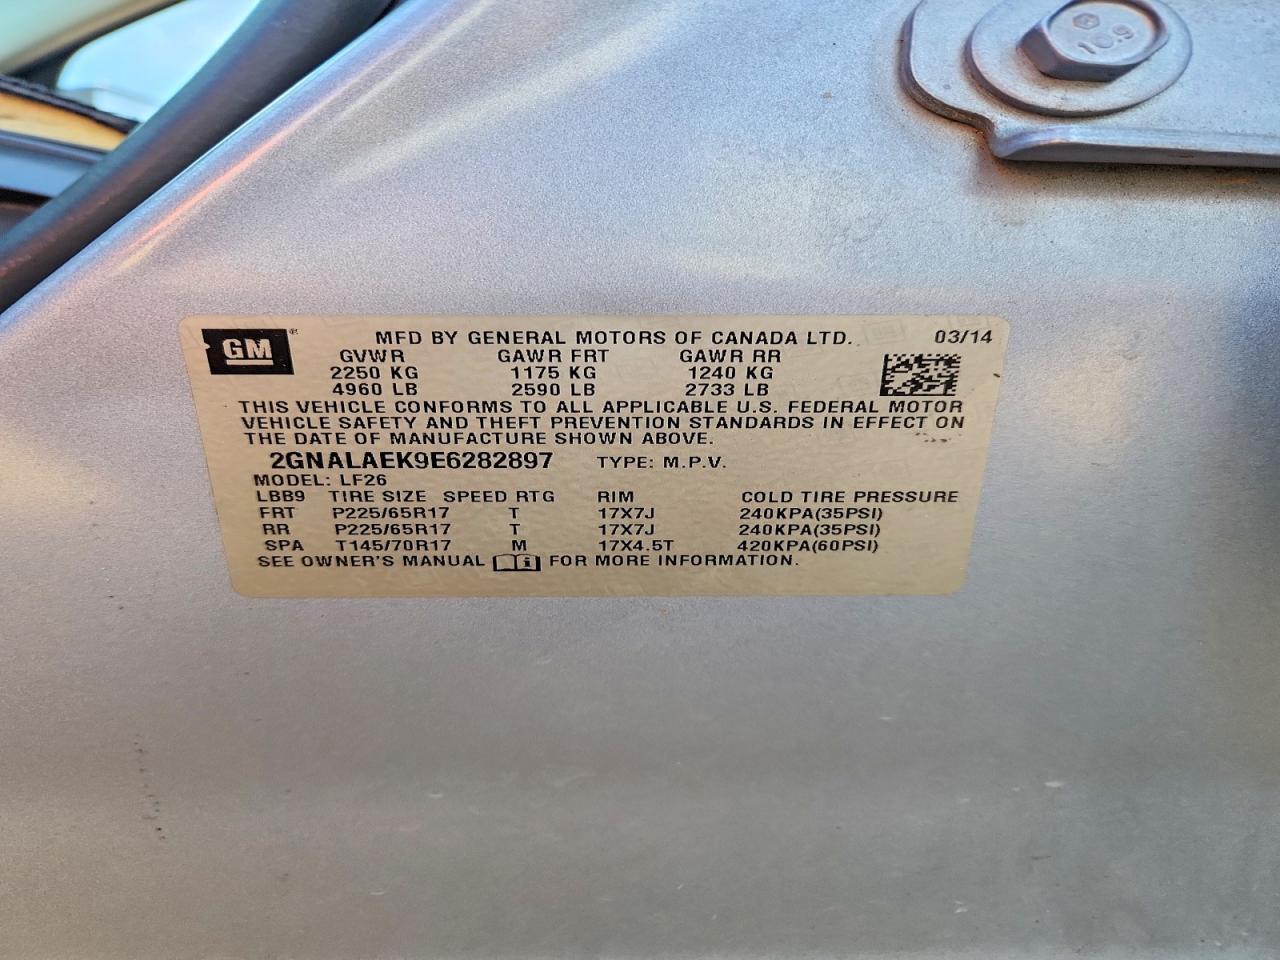 10.9
GM MFD BY GENERAL MOTORS OF CANADA LTD. 03/14
GVWR GAWR FRT GAWR RR
2250 KG 1175 KG 1240 KG
4960 LB 2590 LB 2733 LB
THIS VEHICLE CONFORMS TO ALL APPLICABLE U.S. FEDERAL MOTOR
VEHICLE SAFETY AND THEFT PREVENTION STANDARDS IN EFFECT ON
THE DATE OF MANUFACTURE SHOWN ABOVE.
2GNALAEK9E6282897 TYPE: M.P.V.
MODEL: LF26
LBB9 TIRE SIZE SPEED RTG RIM COLD TIRE PRESSURE
FRT P225/65R17 T 17X7J 240KPA(35PSI)
RR P225/65R17 T 17X7J 240KPA(35PSI)
SPA T145/70R17 M 17X4.5T 420KPA(60PSI)
SEE OWNER'S MANUAL i FOR MORE INFORMATION.